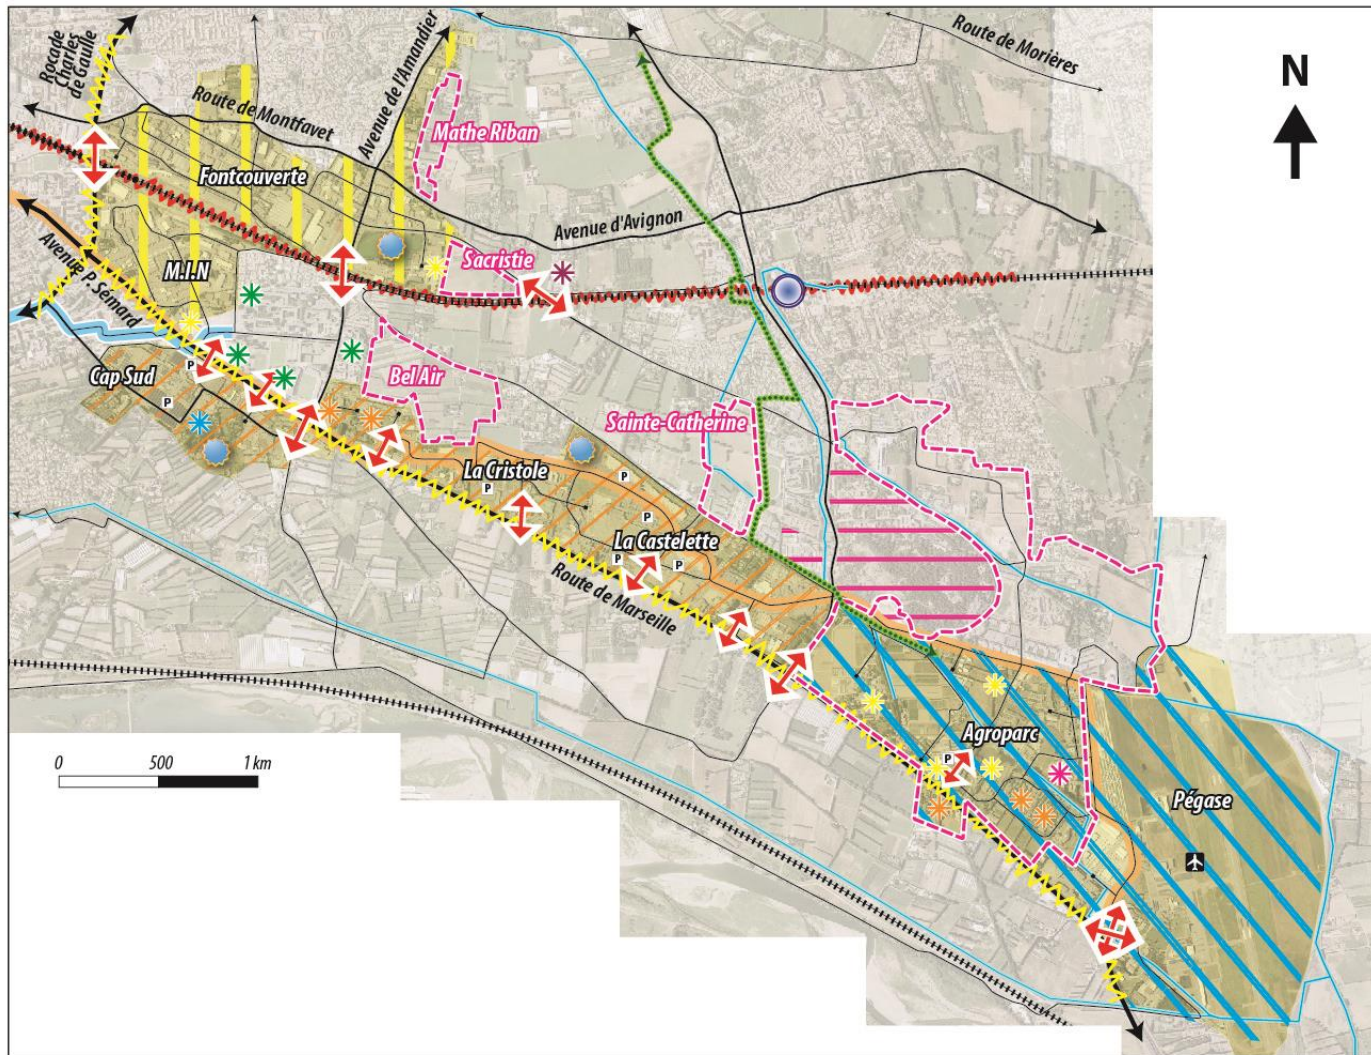 Rocade
Charles
de Gaulle
Route de Montfavet
Avenue de l'Amandier
Route de Morières
N
Mathe Riban
Fontcouverte
Avenue d'Avignon
Avenue P. Sémard
M.I.N
Sacristie
Cap Sud
P
P
Bel Air
Sainte-Catherine
La Cristole
P
P
P
La Castelette
P
P
Route de Marseille
Agroparc
P
Pégase
0 500 1 km